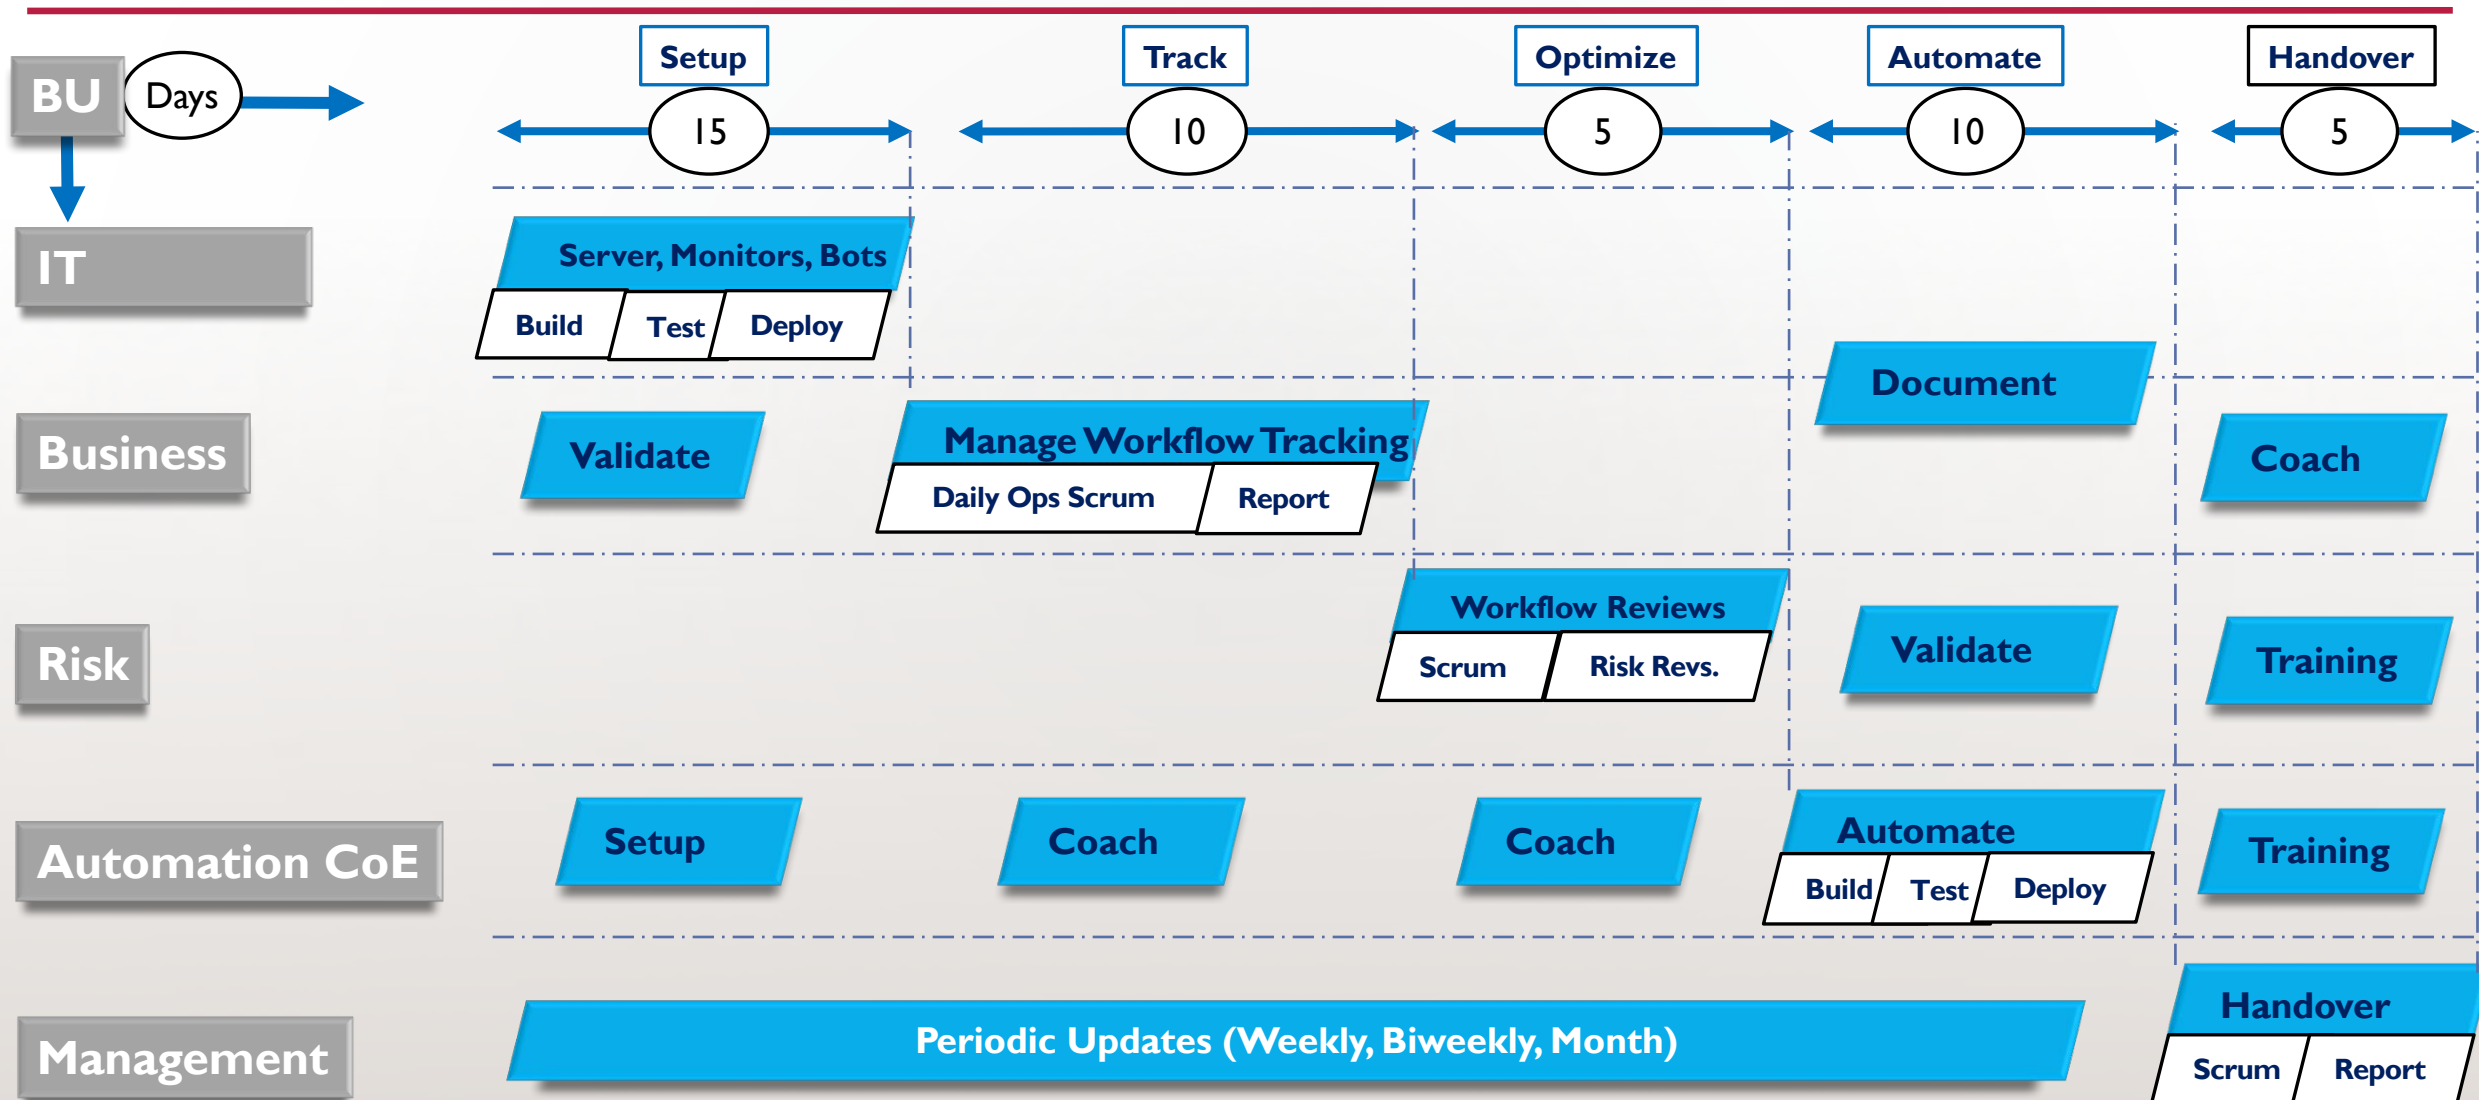 Setup
Track
Optimize
Automate
Handover
BU
Days
15
10
5
10
5
IT
Server, Monitors, Bots
Build
Test
Deploy
Document
Business
Validate
Manage Workflow Tracking
Daily Ops Scrum
Report
Coach
Risk
Workflow Reviews
Scrum
Risk Revs.
Validate
Training
Automation CoE
Setup
Coach
Coach
Automate
Build
Test
Deploy
Training
Management
Periodic Updates (Weekly, Biweekly, Month)
Handover
Scrum
Report